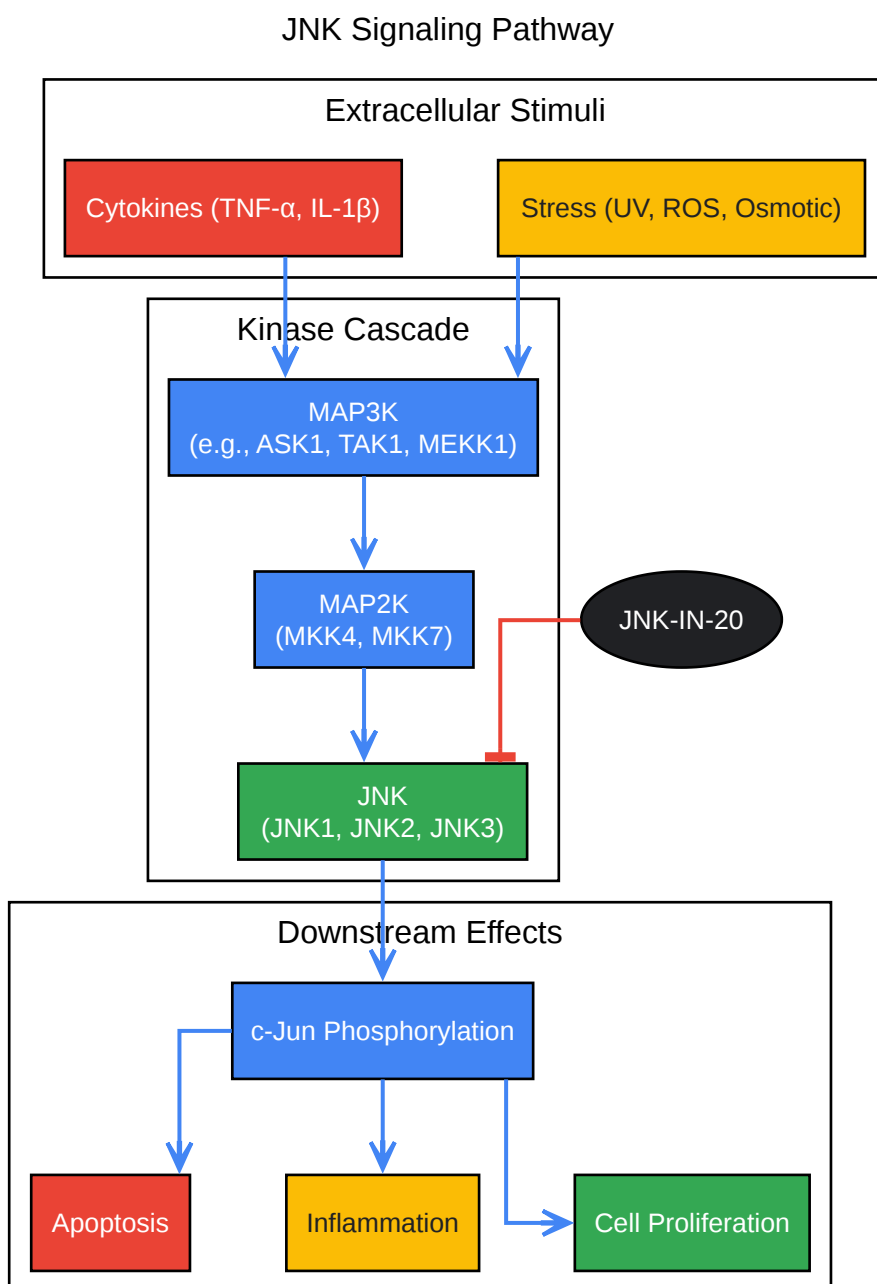 JNK Signaling Pathway
Extracellular Stimuli
Cytokines (TNF-α, IL-1β)
Stress (UV, ROS, Osmotic)
Kinase Cascade
MAP3K
(e.g., ASK1, TAK1, MEKK1)
MAP2K
(MKK4, MKK7)
JNK-IN-20
JNK
(JNK1, JNK2, JNK3)
Downstream Effects
c-Jun Phosphorylation
Apoptosis
Inflammation
Cell Proliferation